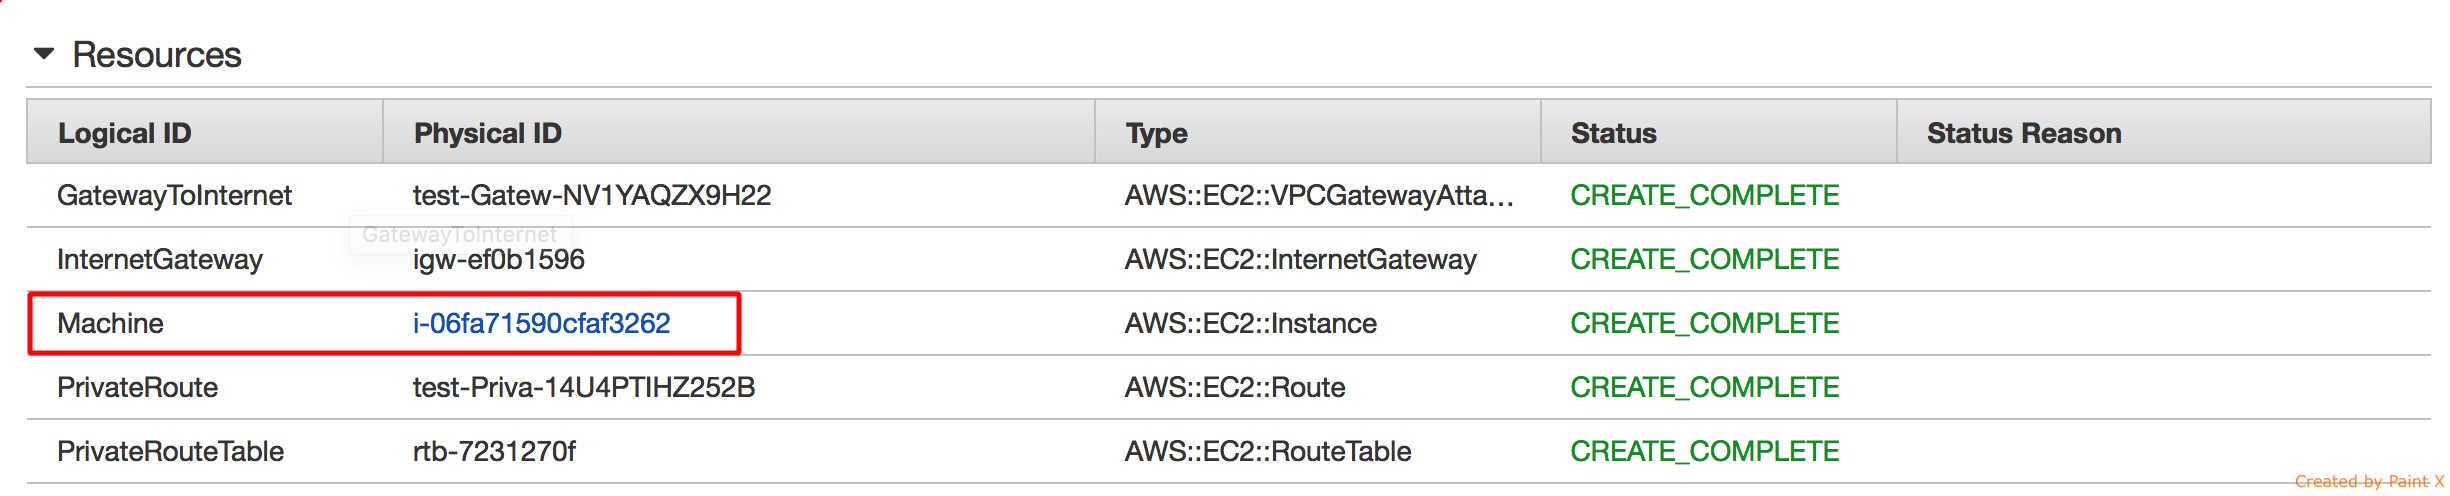 Resources
Logical ID Physical ID Type Status Status Reason
GatewayToInternet test-Gatew-NV1YAQZX9H22 AWS::EC2::VPCGatewayAtta... CREATE_COMPLETE
GatewayToInternet
InternetGateway igw-ef0b1596 AWS::EC2::InternetGateway CREATE_COMPLETE
Machine i-06fa71590cfaf3262 AWS::EC2::Instance CREATE_COMPLETE
PrivateRoute test-Priva-14U4PTIHZ252B AWS::EC2::Route CREATE_COMPLETE
PrivateRouteTable rtb-7231270f AWS::EC2::RouteTable CREATE_COMPLETE
Created by Paint X